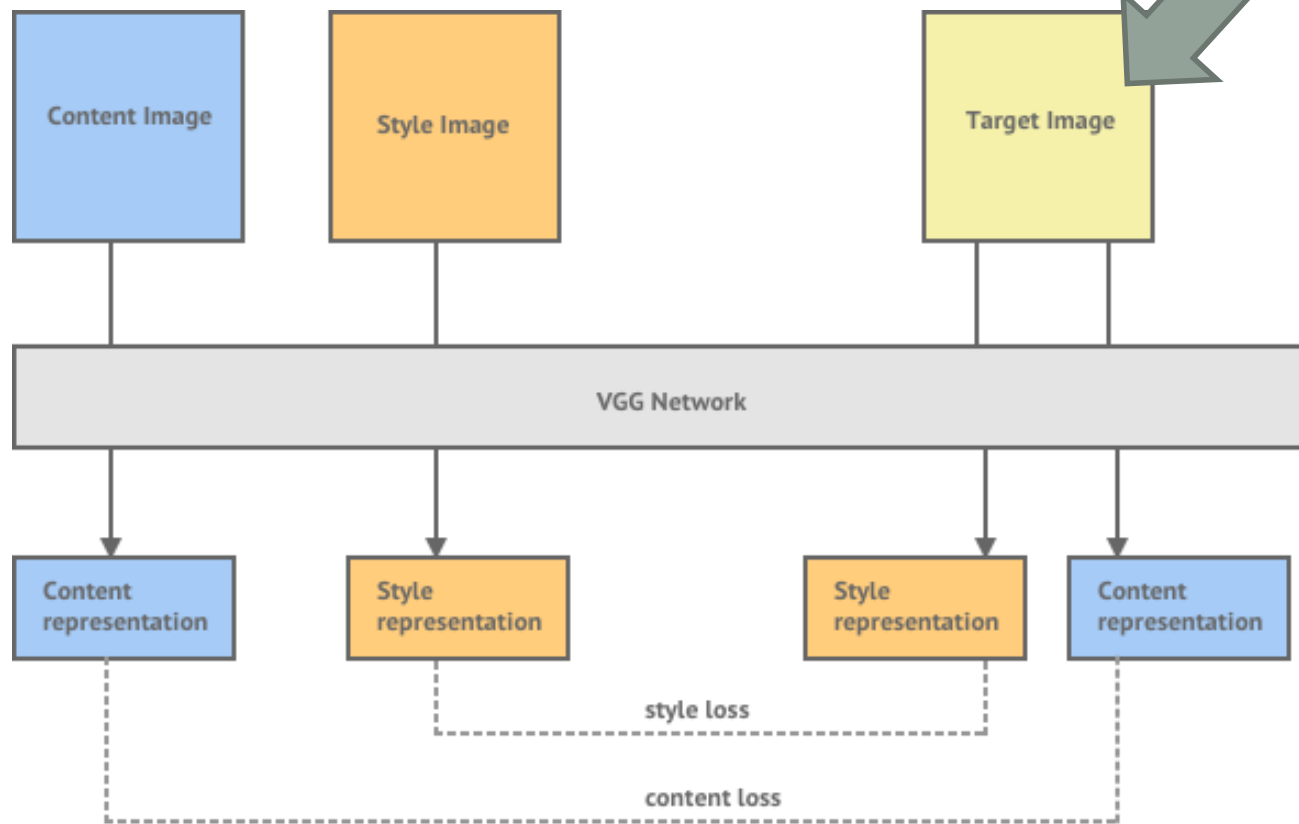 Content Image
Style Image
Target Image
VGG Network
Content
representation
Style
representation
Style
representation
Content
representation
style loss
content loss